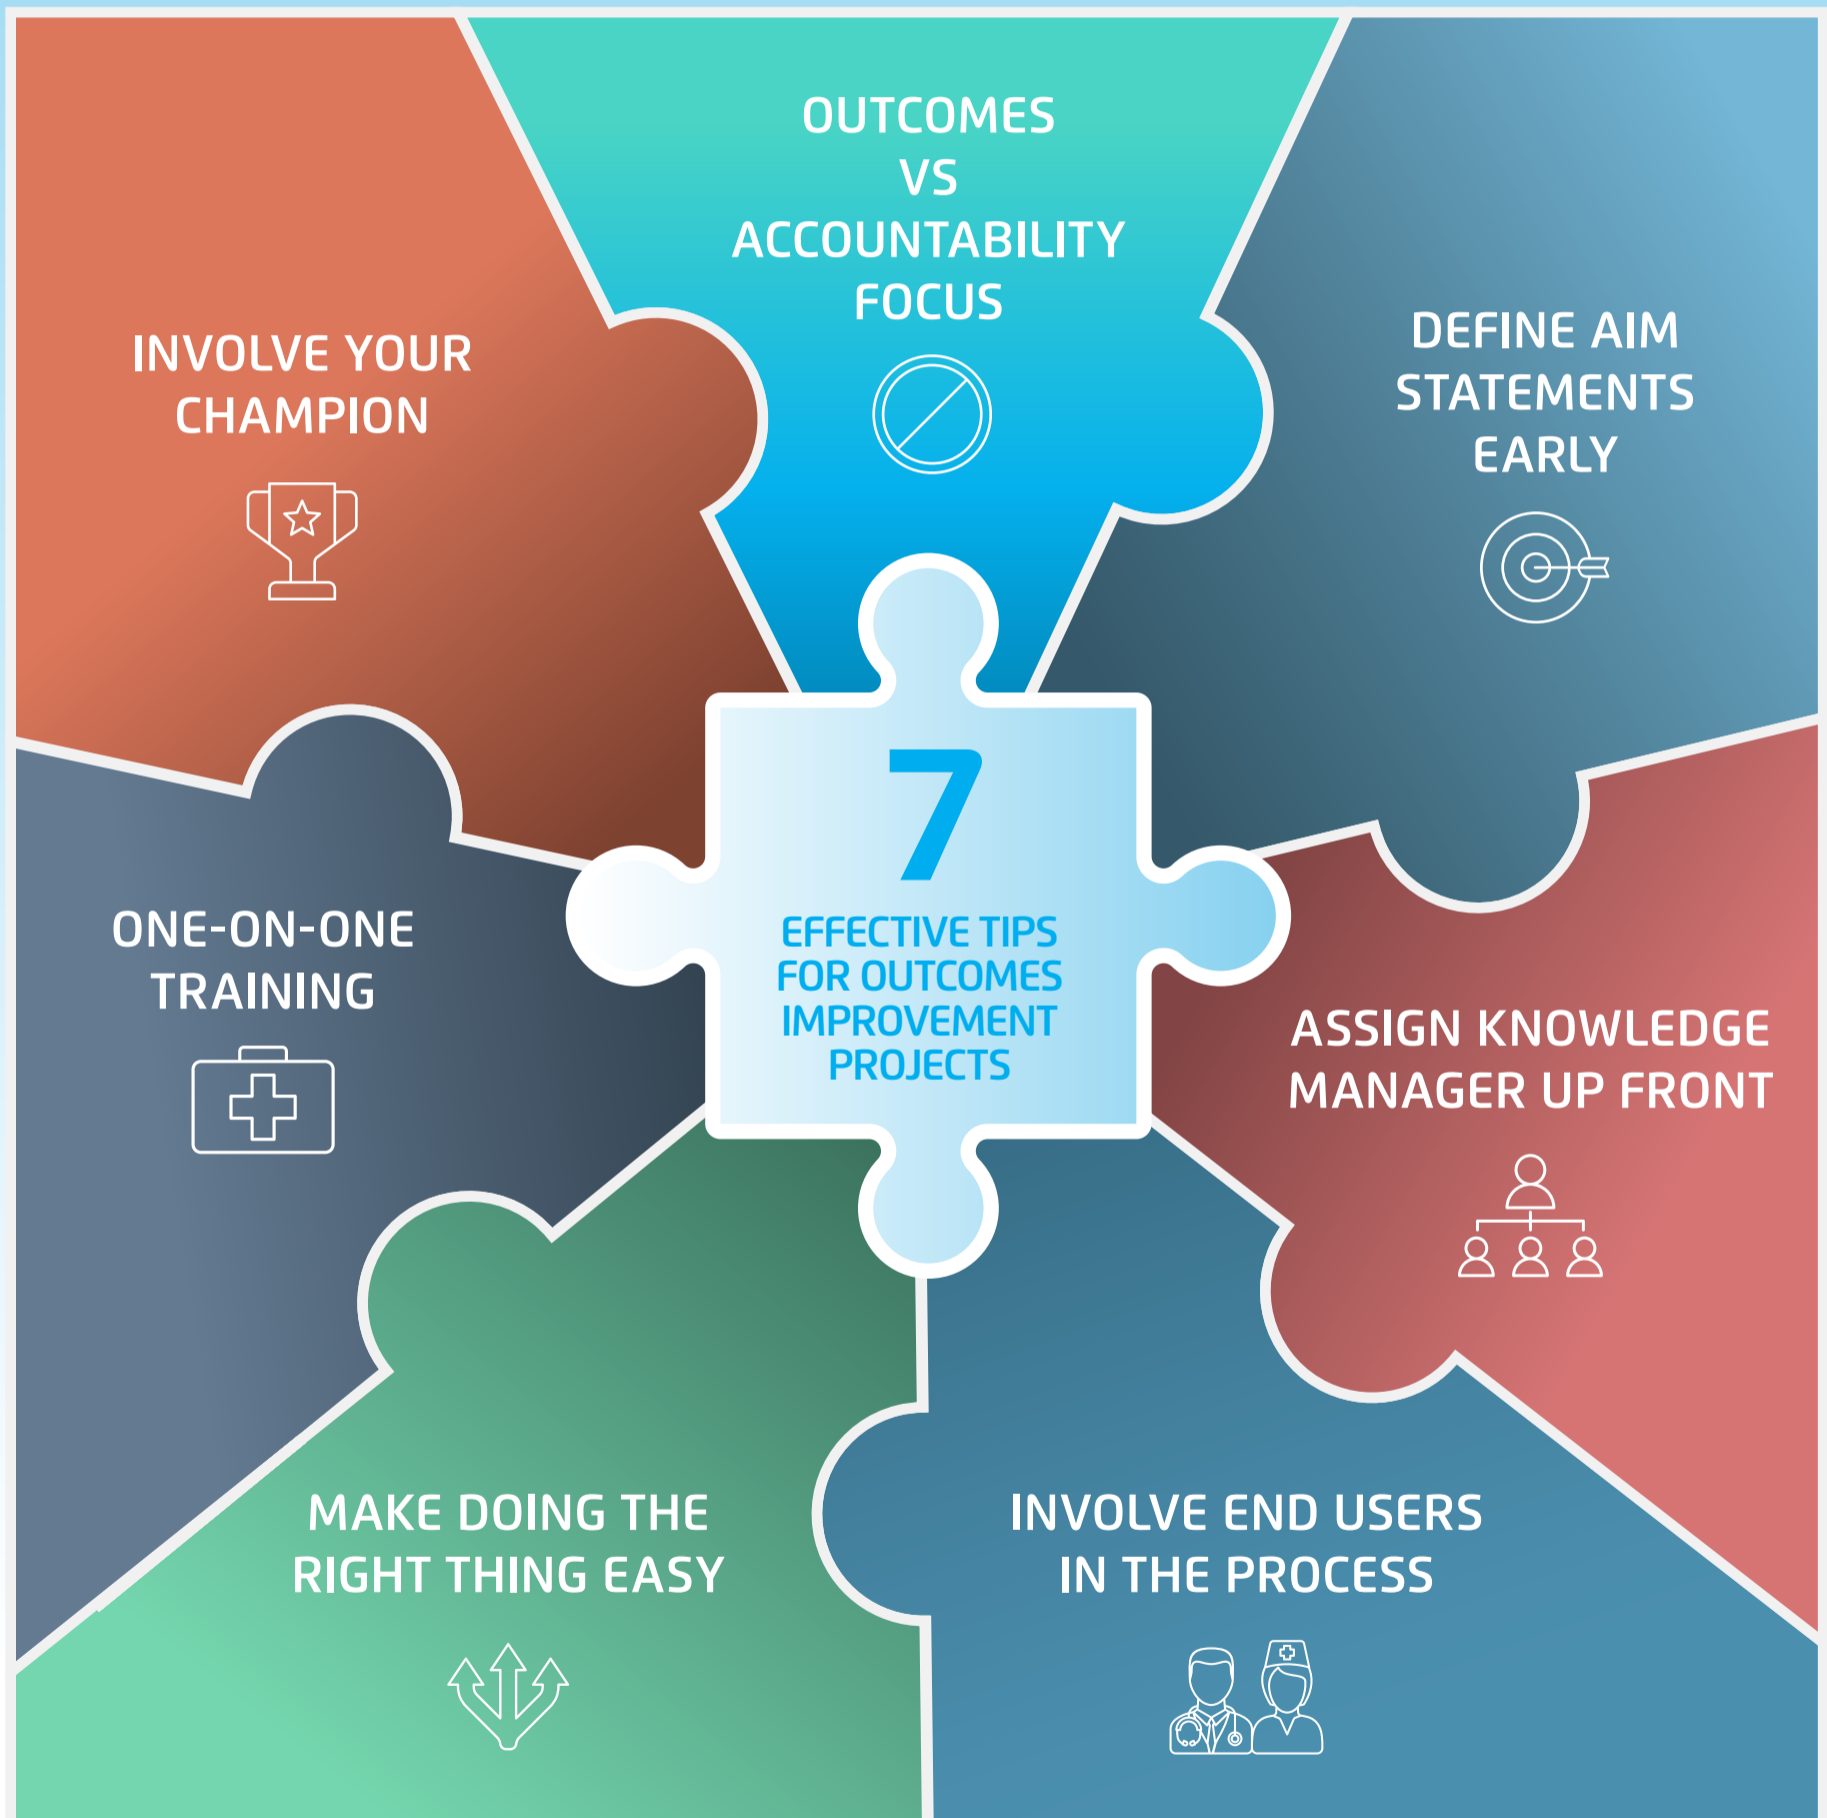 OUTCOMES
VS
ACCOUNTABILITY
FOCUS
DEFINE AIM
STATEMENTS
EARLY
ASSIGN KNOWLEDGE
MANAGER UP FRONT
INVOLVE END USERS
IN THE PROCESS
MAKE DOING THE
RIGHT THING EASY
ONE-ON-ONE
TRAINING
INVOLVE YOUR
CHAMPION
7
EFFECTIVE TIPS
FOR OUTCOMES
IMPROVEMENT
PROJECTS